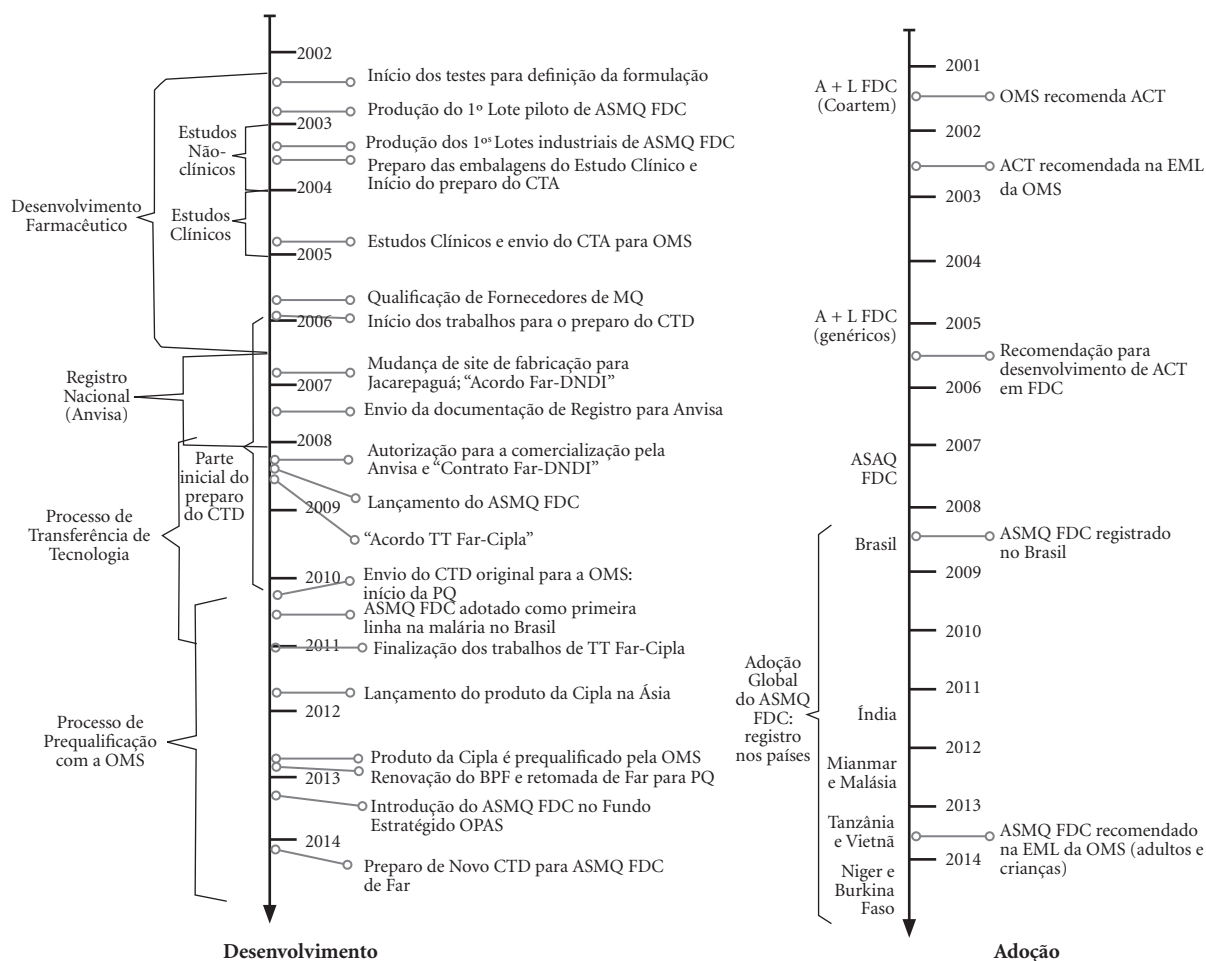 2002
Início dos testes para definição da formulação
Produção do 1º Lote piloto de ASMQ FDC
2003
Estudos
Não-
clínicos
Produção dos 1ºs Lotes industriais de ASMQ FDC
Preparo das embalagens do Estudo Clínico e
Início do preparo do CTA
2004
Desenvolvimento
Farmacêutico
Estudos
Clínicos
Estudos Clínicos e envio do CTA para OMS
2005
Qualificação de Fornecedores de MQ
2006
Início dos trabalhos para o preparo do CTD
Registro
Nacional
(Anvisa)
Mudança de site de fabricação para
Jacarepaguá; “Acordo Far-DNDI”
2007
Envio da documentação de Registro para Anvisa
2008
Parte
inicial do
preparo
do CTD
Autorização para a comercialização pela
Anvisa e “Contrato Far-DNDI”
Lançamento do ASMQ FDC
2009
Processo de
Transferência de
Tecnologia
“Acordo TT Far-Cipla”
2010
Envio do CTD original para a OMS:
início da PQ
ASMQ FDC adotado como primeira
linha na malária no Brasil
2011
Finalização dos trabalhos de TT Far-Cipla
Lançamento do produto da Cipla na Ásia
2012
Processo de
Prequalificação
com a OMS
Produto da Cipla é prequalificado pela OMS
Renovação do BPF e retomada de Far para PQ
2013
Introdução do ASMQ FDC no Fundo
Estratégido OPAS
2014
Preparo de Novo CTD para ASMQ FDC
de Far
Desenvolvimento
2001
A + L FDC
(Coartem)
OMS recomenda ACT
2002
ACT recomendada na EML
da OMS
2003
2004
A + L FDC
(genéricos)
2005
Recomendação para
desenvolvimento de ACT
em FDC
2006
2007
ASAQ
FDC
2008
Brasil
ASMQ FDC registrado
no Brasil
2009
2010
Adoção
Global
do ASMQ
FDC:
registro
nos países
2011
Índia
2012
Mianmar
e Malásia
2013
Tanzânia
e Vietnã
ASMQ FDC recomendado
na EML da OMS (adultos e
crianças)
2014
Niger e
Burkina
Faso
Adoção